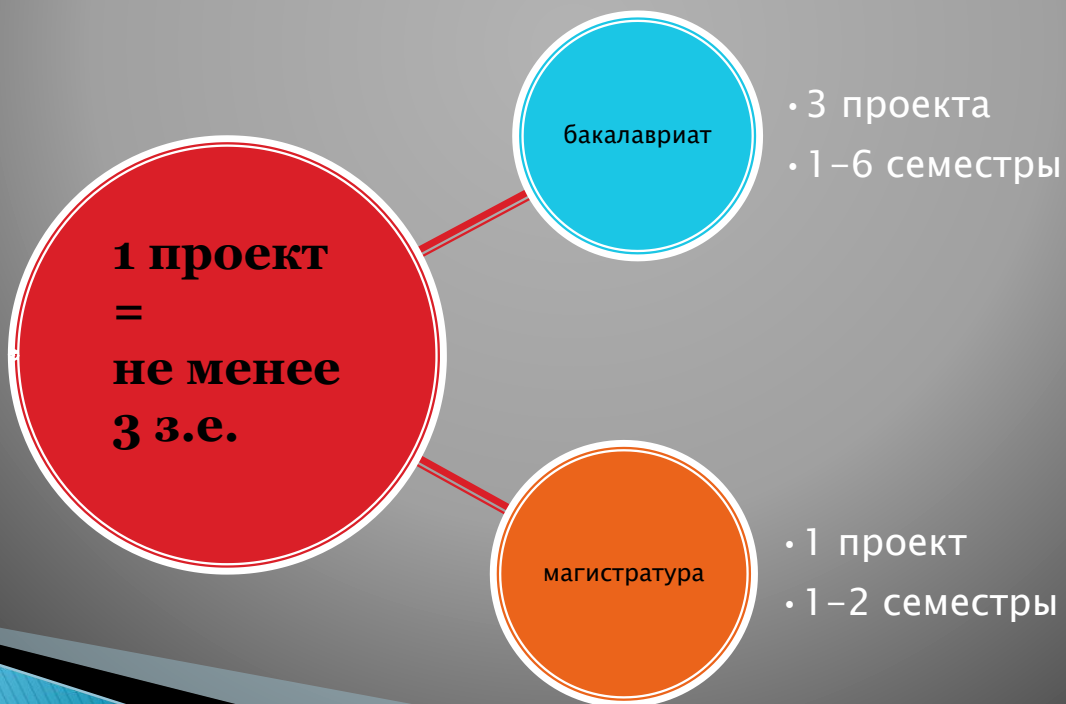 1 проект
=
не менее
3 з.е.
бакалавриат
• 3 проекта
• 1-6 семестры
магистратура
• 1 проект
• 1-2 семестры